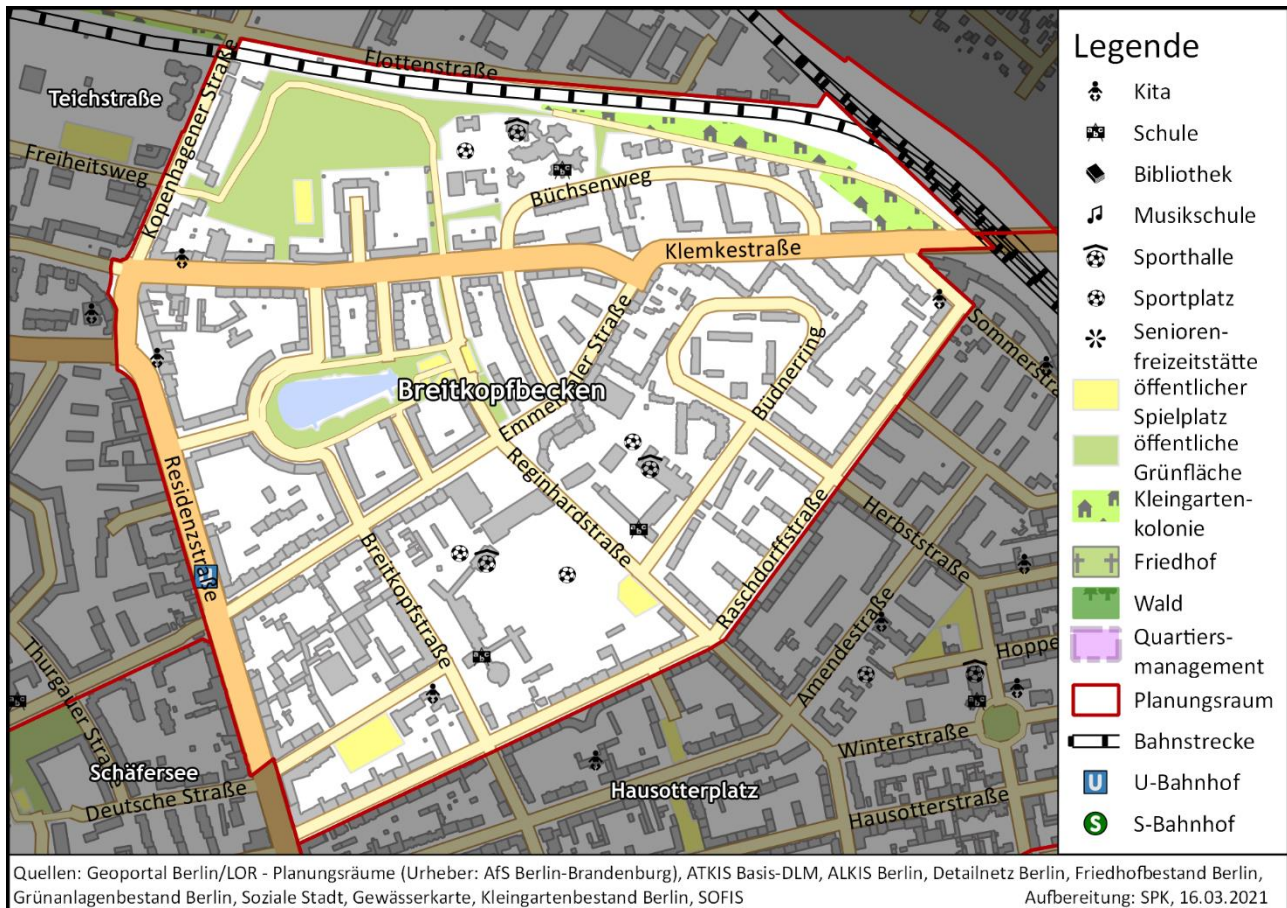 Flottenstraße
Teichstraße
Kopenhagener Straße
Freiheitsweg
Büchsenweg
Klemkestraße
Sommerstra
Breitkopfbecken
Büdnerring
Residenzstraße
Reginhardstraße
Herbststraße
Breitkopfstraße
Raschdorffstraße
Amendestraße
Hoppe
Thurgauer Straße
Winterstraße
Schäfersee
Hausotterplatz
Deutsche Straße
Hausotterstraße
U
Legende
Kita
Schule
Bibliothek
Musikschule
Sporthalle
Sportplatz
Senioren-
freizeitstätte
öffentlicher
Spielplatz
öffentliche
Grünfläche
Kleingarten-
kolonie
Friedhof
Wald
Quartiers-
management
Planungsraum
Bahnstrecke
U U-Bahnhof
S S-Bahnhof
Quellen: Geoportal Berlin/LOR - Planungsräume (Urheber: AfS Berlin-Brandenburg), ATKIS Basis-DLM, ALKIS Berlin, Detailnetz Berlin, Friedhofbestand Berlin,
Grünanlagenbestand Berlin, Soziale Stadt, Gewässerkarte, Kleingartenbestand Berlin, SOFIS Aufbereitung: SPK, 16.03.2021